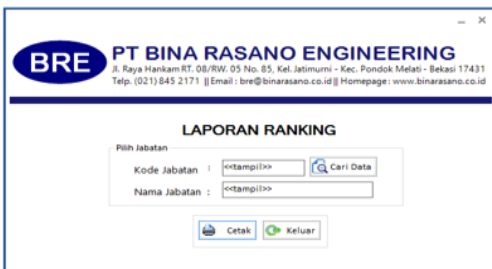 BRE
PT BINA RASANO ENGINEERING
Jl. Raya Hankam RT. 08/RW. 05 No. 85, Kel. Jatimurni - Kec. Pondok Melati - Bekasi 17431
Telp. (021) 845 2171 || Email : bre@binarasano.co.id || Homepage : www.binarasano.co.id
LAPORAN RANKING
Pilih Jabatan
Kode Jabatan : <<tampil>> Cari Data
Nama Jabatan : <<tampil>>
Cetak Keluar